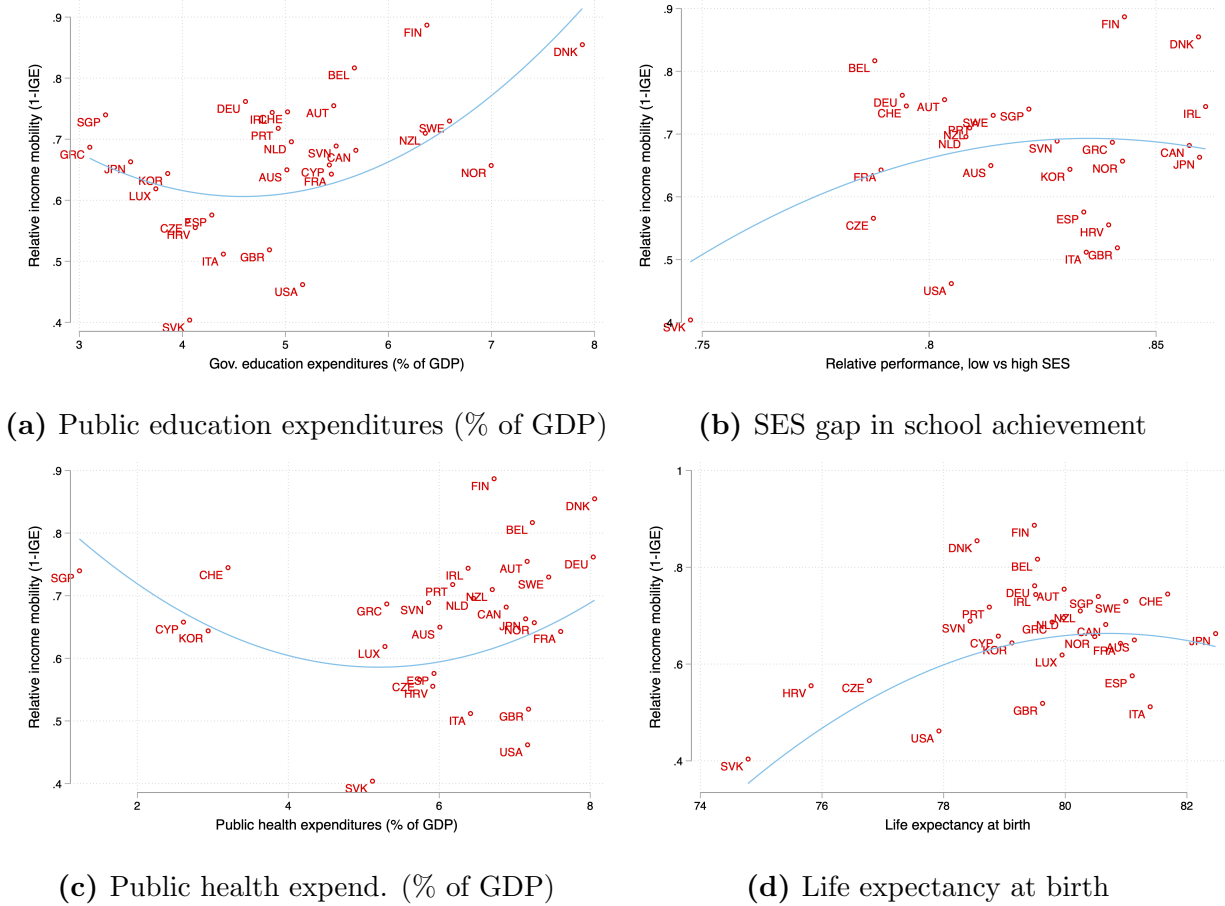 Relative income mobility (1-IGE)
.9
.8
.7
.6
.5
.4
FIN
DNK
BEL
DEU
AUT
SGP
IRL
CHE
PRT
SWE
NZL
NLD
GRC
SVN
CAN
JPN
CYP
NOR
KOR
AUS
FRA
LUX
ESP
CZE
HRV
ITA
GBR
USA
SVK
3
4
5
6
7
8
Gov. education expenditures (% of GDP)
(a) Public education expenditures (% of GDP)
Relative income mobility (1-IGE)
.9
.8
.7
.6
.5
.4
FIN
DNK
BEL
DEU
CHE
AUT
SGP
IRL
SWE
PRT
NZL
NLD
SVN
GRC
CAN
JPN
NOR
AUS
KOR
FRA
CZE
ESP
HRV
ITA
GBR
USA
SVK
.75
.8
.85
Relative performance, low vs high SES
(b) SES gap in school achievement
Relative income mobility (1-IGE)
.9
.8
.7
.6
.5
.4
FIN
DNK
BEL
DEU
AUT
SGP
CHE
IRL
SWE
PRT
NZL
NLD
GRC
SVN
CAN
JPN
NOR
CYP
KOR
AUS
FRA
LUX
ESP
CZE
HRV
ITA
GBR
USA
SVK
2
4
6
8
Public health expenditures (% of GDP)
(c) Public health expend. (% of GDP)
Relative income mobility (1-IGE)
1
.8
.6
.4
FIN
DNK
BEL
DEU
IRL
AUT
SGP
SWE
CHE
PRT
NZL
SVN
GRC
NLD
CAN
CYP
KOR
NOR
FRA
AUS
JPN
LUX
HRV
CZE
ESP
GBR
ITA
USA
SVK
74
76
78
80
82
Life expectancy at birth
(d) Life expectancy at birth